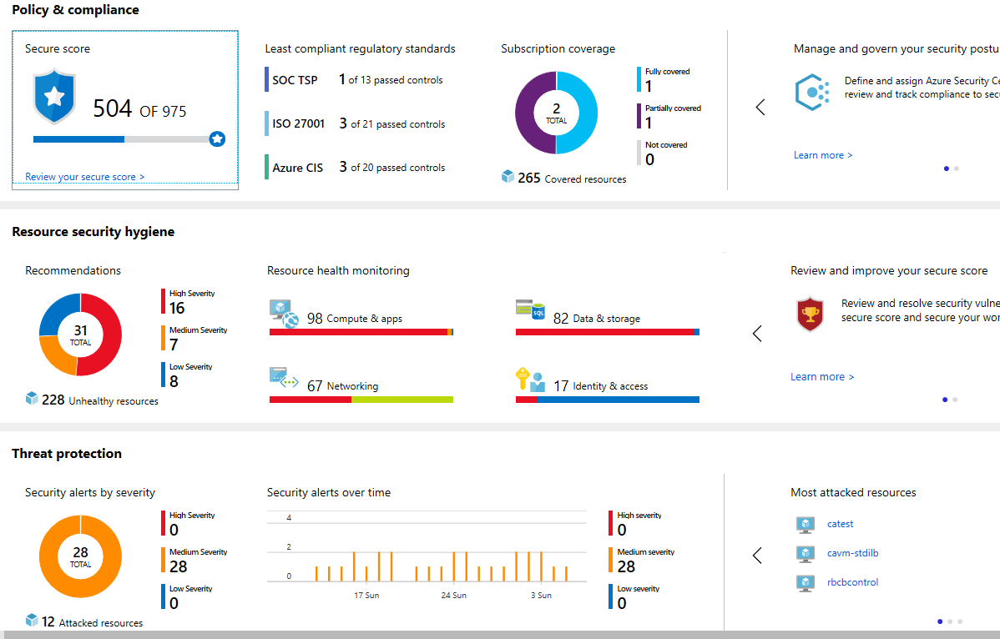 Policy & compliance
Secure score
504 OF 975
Review your secure score >
Least compliant regulatory standards
SOC TSP 1 of 13 passed controls
ISO 27001 3 of 21 passed controls
Azure CIS 3 of 20 passed controls
Subscription coverage
2
TOTAL
Fully covered
1
Partially covered
1
Not covered
0
265 Covered resources
Manage and govern your security postu
Define and assign Azure Security Ce
review and track compliance to sec
Learn more >
Resource security hygiene
Recommendations
31
TOTAL
High Severity
16
Medium Severity
7
Low Severity
8
228 Unhealthy resources
Resource health monitoring
98 Compute & apps
SQL
82 Data & storage
67 Networking
17 Identity & access
Review and improve your secure score
Review and resolve security vulne
secure score and secure your wor
Learn more >
Threat protection
Security alerts by severity
28
TOTAL
High Severity
0
Medium Severity
28
Low Severity
0
12 Attacked resources
Security alerts over time
4
2
0
17 Sun 24 Sun 3 Sun
High severity
0
Medium severity
28
Low severity
0
Most attacked resources
catest
cavm-stdilb
rbcbcontrol